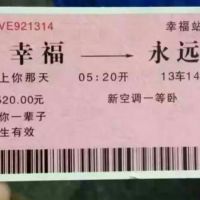 VE921314 幸福站
幸福 → 永远
上你那天 05:20开 13车14
520.00元 新空调一等卧
你一辈子
生有效